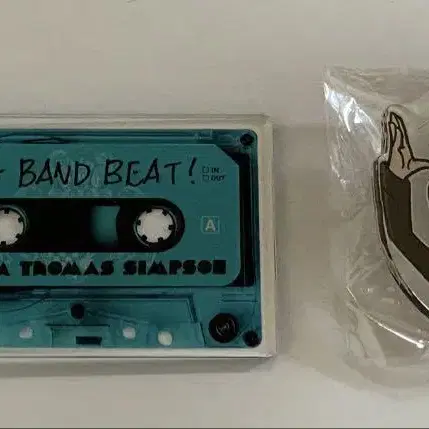 BAND BEAT!
IN
OUT
A
A THOMAS SIMPSON